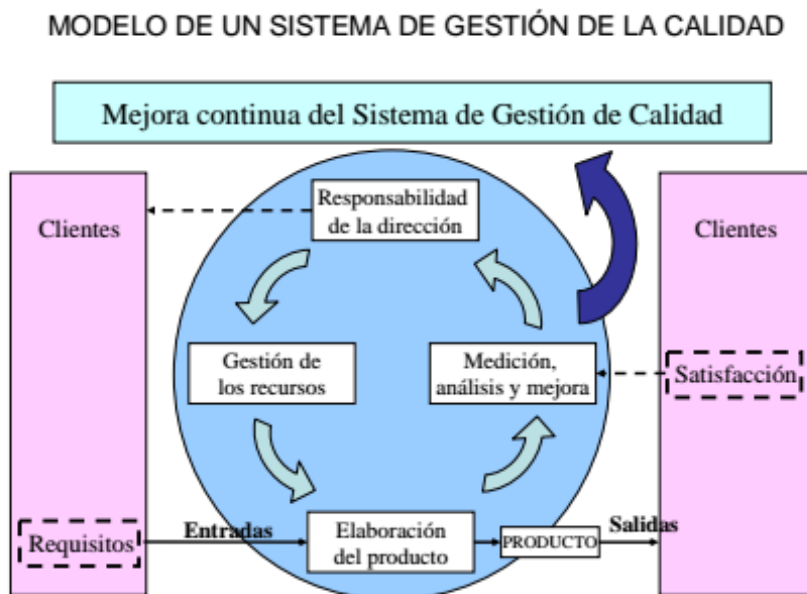 MODELO DE UN SISTEMA DE GESTIÓN DE LA CALIDAD
Mejora continua del Sistema de Gestión de Calidad
Clientes
Responsabilidad
de la dirección
Clientes
Gestión de
los recursos
Medición,
análisis y mejora
Satisfacción
Requisitos
Entradas
Elaboración
del producto
PRODUCTO
Salidas